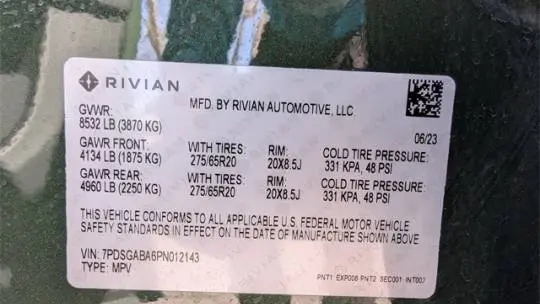 RIVIAN
MFD. BY RIVIAN AUTOMOTIVE, LLC
GVWR:
8532 LB (3870 KG)
06/23
GAWR FRONT: WITH TIRES: RIM: COLD TIRE PRESSURE:
4134 LB (1875 KG) 275/65R20 20X8.5J 331 KPA, 48 PSI
GAWR REAR: WITH TIRES: RIM: COLD TIRE PRESSURE:
4960 LB (2250 KG) 275/65R20 20X8.5J 331 KPA, 48 PSI
THIS VEHICLE CONFORMS TO ALL APPLICABLE U.S. FEDERAL MOTOR VEHICLE
SAFETY STANDARDS IN EFFECT ON THE DATE OF MANUFACTURE SHOWN ABOVE.
VIN: 7PDSGABA6PN012143
TYPE: MPV
PNT1 EXP006 PNT2 SEC001 INT007